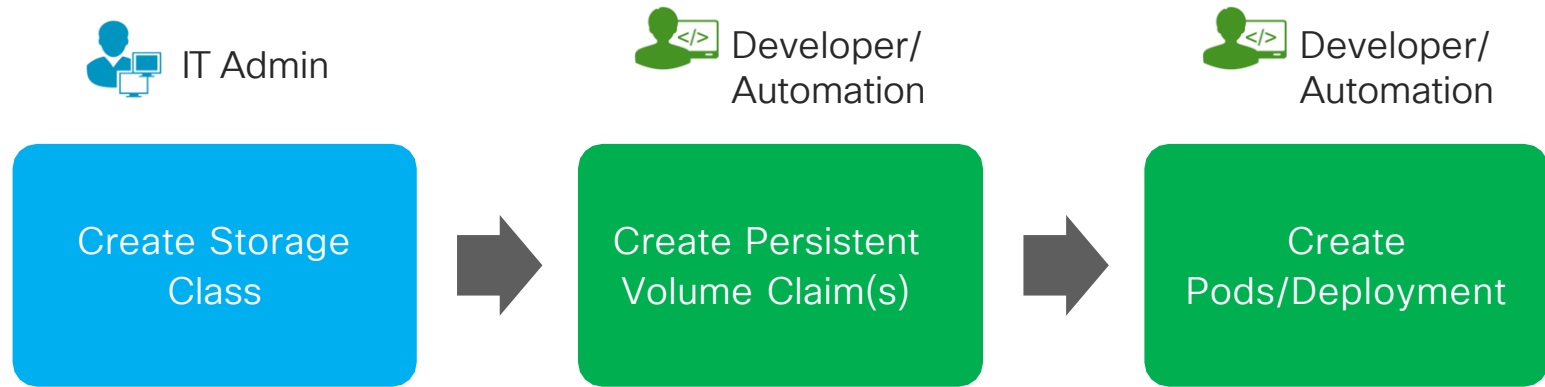 IT Admin
Developer/
Automation
Developer/
Automation
Create Storage
Class
Create Persistent
Volume Claim(s)
Create
Pods/Deployment